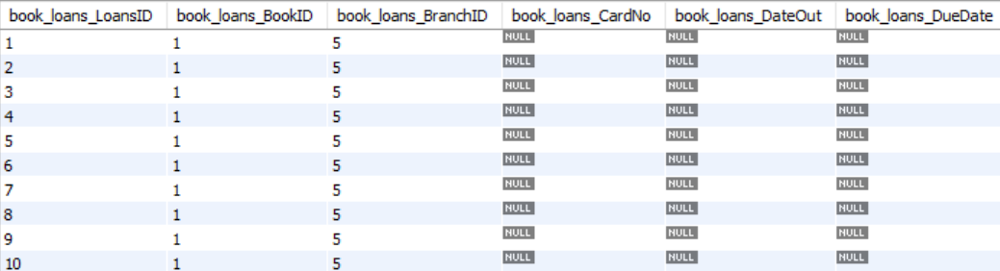 book_loans_LoansID book_loans_BookID book_loans_BranchID book_loans_CardNo book_loans_DateOut book_loans_DueDate
1 1 5 NULL NULL NULL
2 1 5 NULL NULL NULL
3 1 5 NULL NULL NULL
4 1 5 NULL NULL NULL
5 1 5 NULL NULL NULL
6 1 5 NULL NULL NULL
7 1 5 NULL NULL NULL
8 1 5 NULL NULL NULL
9 1 5 NULL NULL NULL
10 1 5 NULL NULL NULL